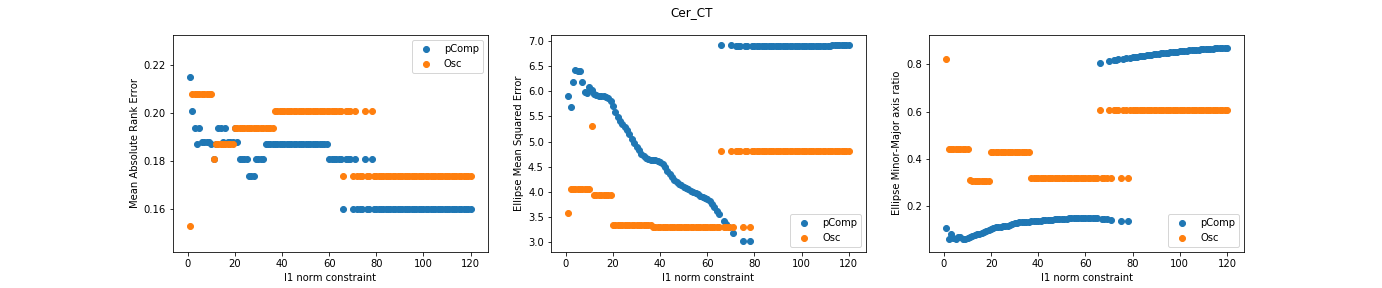 Cer_CT
Mean Absolute Rank Error
0.22
0.20
0.18
0.16
0 20 40 60 80 100 120
l1 norm constraint
pComp
Osc
Ellipse Mean Squared Error
7.0
6.5
6.0
5.5
5.0
4.5
4.0
3.5
3.0
0 20 40 60 80 100 120
l1 norm constraint
pComp
Osc
Ellipse Minor-Major axis ratio
0.8
0.6
0.4
0.2
0 20 40 60 80 100 120
l1 norm constraint
pComp
Osc